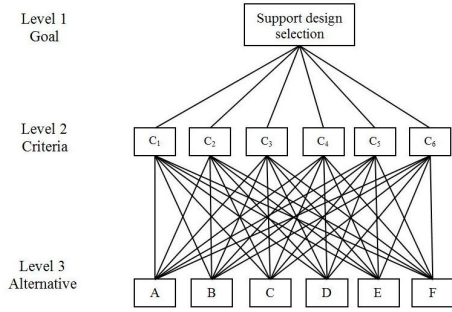 Level 1
Goal
Support design
selection
Level 2
Criteria
C₁ C₂ C₃ C₄ C₅ C₆
Level 3
Alternative
A B C D E F